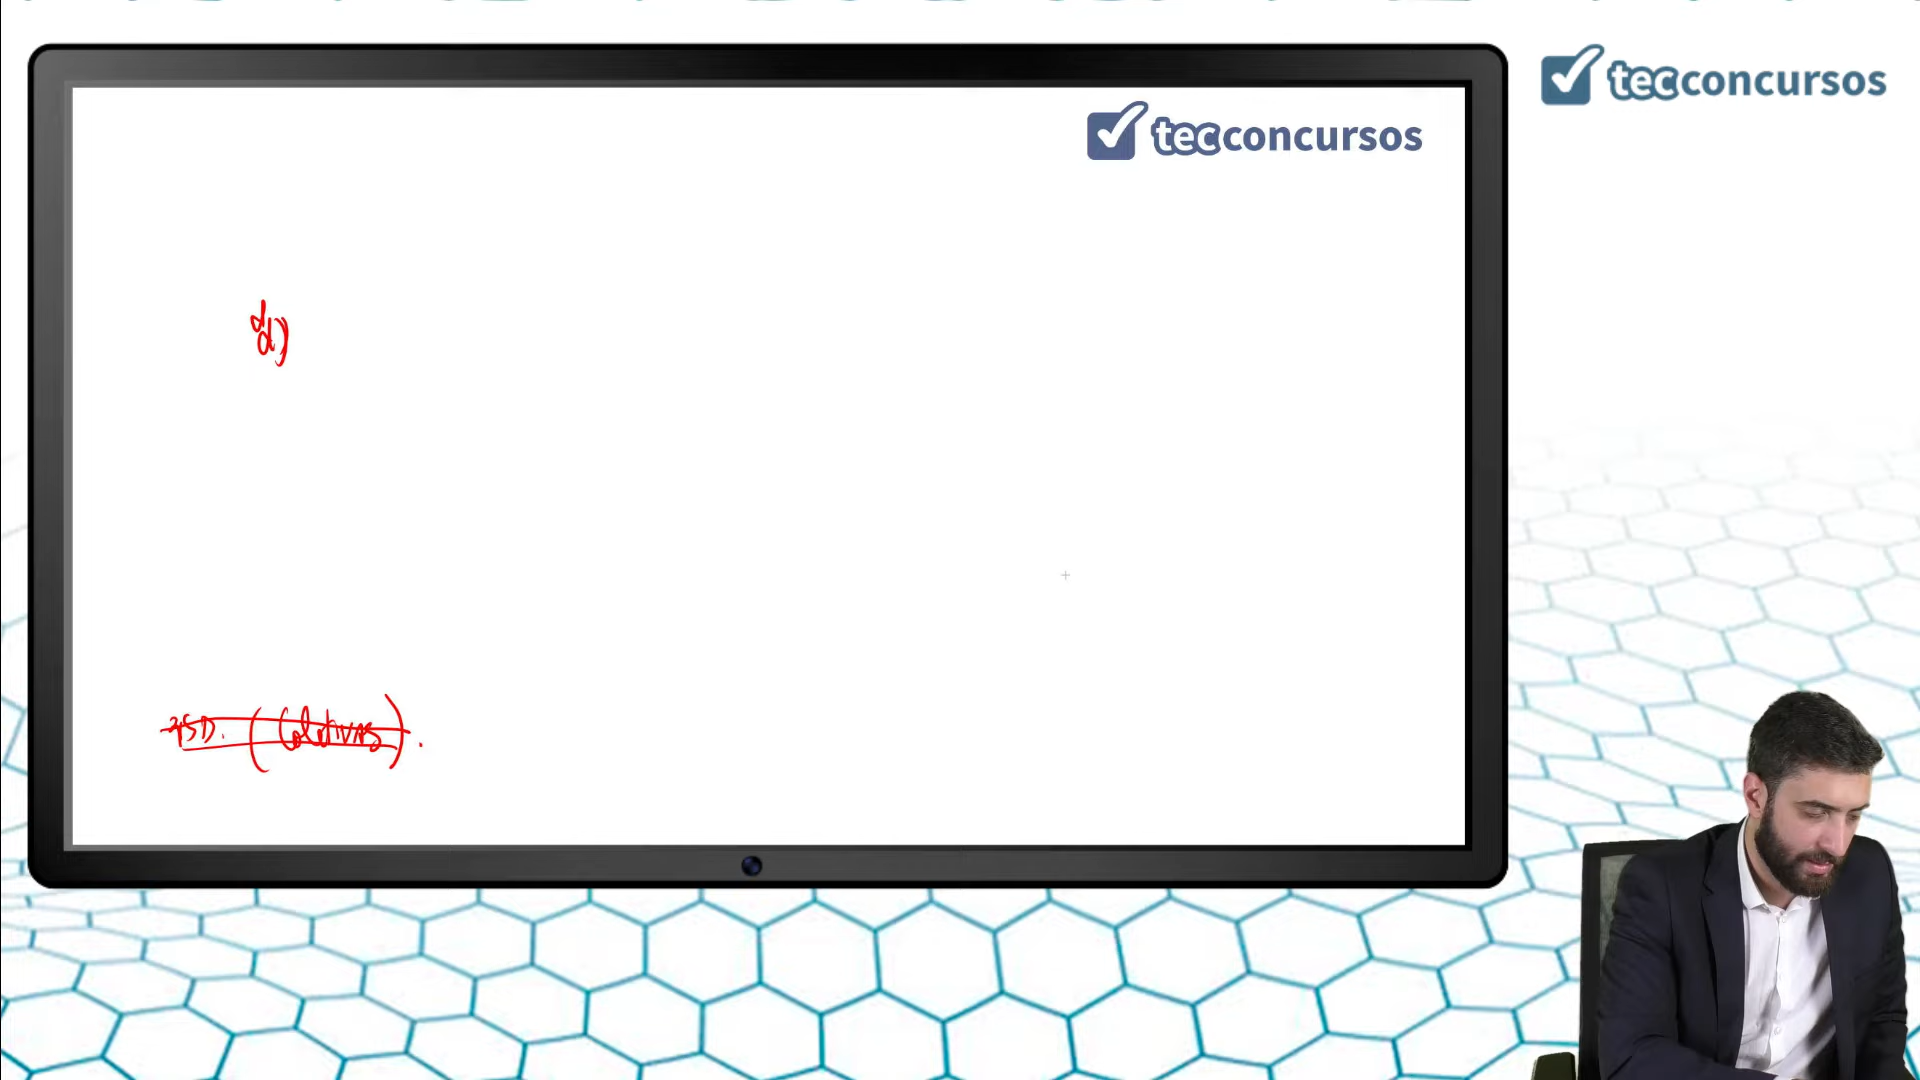 tecconcursos
tecconcursos
d)
(Coletivas).